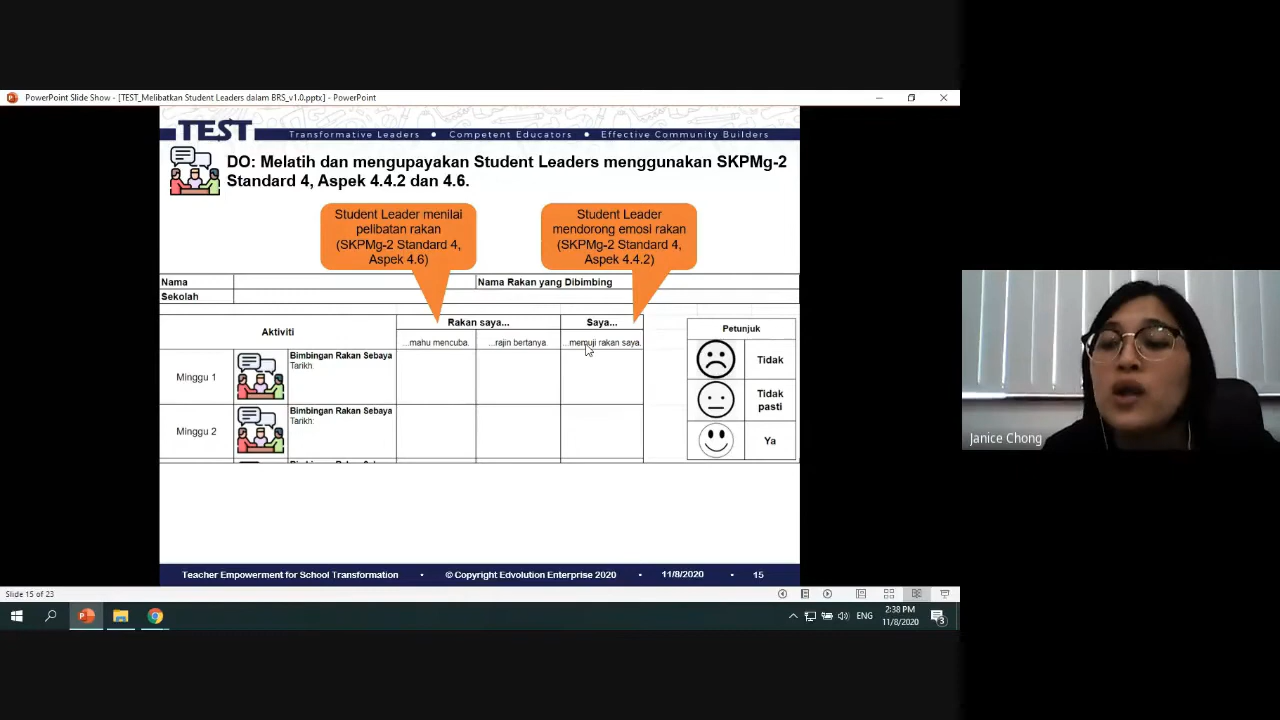 PowerPoint Slide Show - [TEST_Melibatkan Student Leaders dalam BRS_v1.0.pptx] - PowerPoint
TEST
Transformative Leaders • Competent Educators • Effective Community Builders
DO: Melatih dan mengupayakan Student Leaders menggunakan SKPMg-2
Standard 4, Aspek 4.4.2 dan 4.6.
Student Leader menilai
pelibatan rakan
(SKPMg-2 Standard 4,
Aspek 4.6)
Student Leader
mendorong emosi rakan
(SKPMg-2 Standard 4,
Aspek 4.4.2)
Nama
Nama Rakan yang Dibimbing
Sekolah
Aktiviti
Rakan saya...
Saya...
...mahu mencuba.
...rajin bertanya.
...memuji rakan saya.
Minggu 1
Bimbingan Rakan Sebaya
Tarikh:
Minggu 2
Bimbingan Rakan Sebaya
Tarikh:
Bimbingan Rakan Sebaya
Petunjuk
Tidak
Tidak
pasti
Ya
Janice Chong
Teacher Empowerment for School Transformation • © Copyright Edvolution Enterprise 2020 • 11/8/2020 • 15
Slide 15 of 23
ENG
2:38 PM
11/8/2020
3